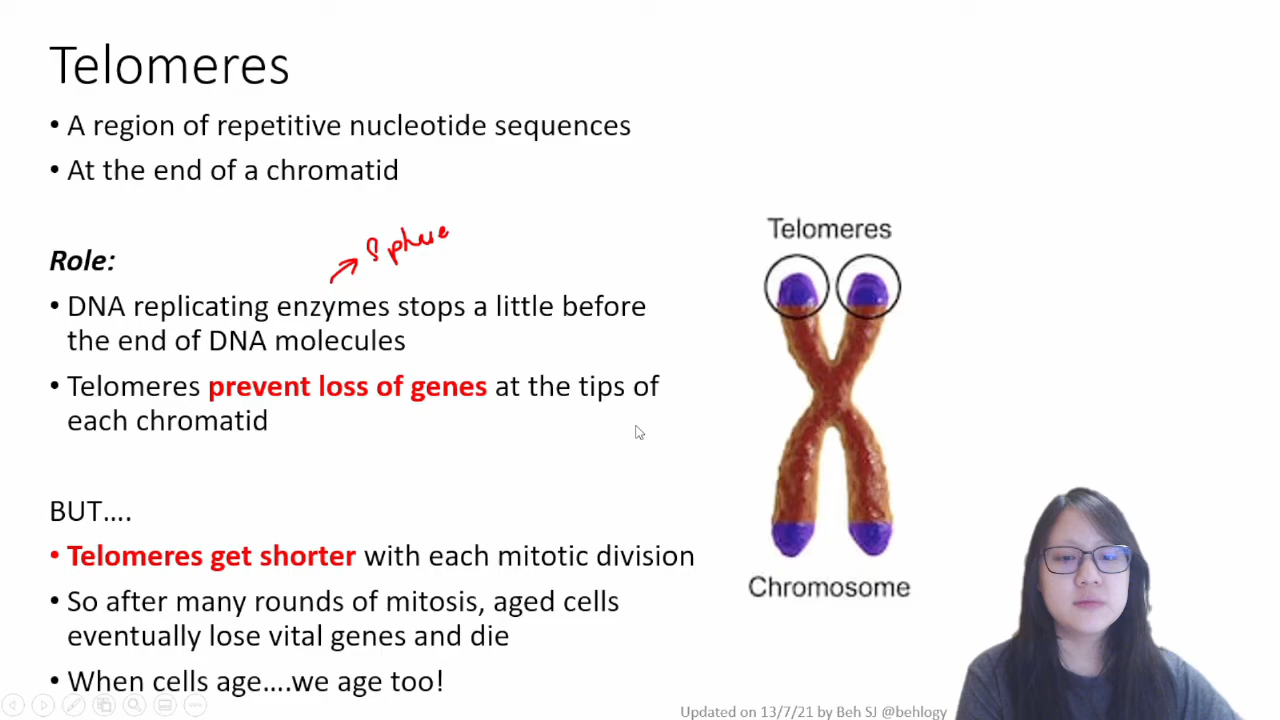 Telomeres
• A region of repetitive nucleotide sequences
• At the end of a chromatid
Role:
S phase
• DNA replicating enzymes stops a little before
the end of DNA molecules
• Telomeres prevent loss of genes at the tips of
each chromatid
BUT....
• Telomeres get shorter with each mitotic division
• So after many rounds of mitosis, aged cells
eventually lose vital genes and die
• When cells age....we age too!
Telomeres
Chromosome
Updated on 13/7/21 by Beh SJ @behlogy